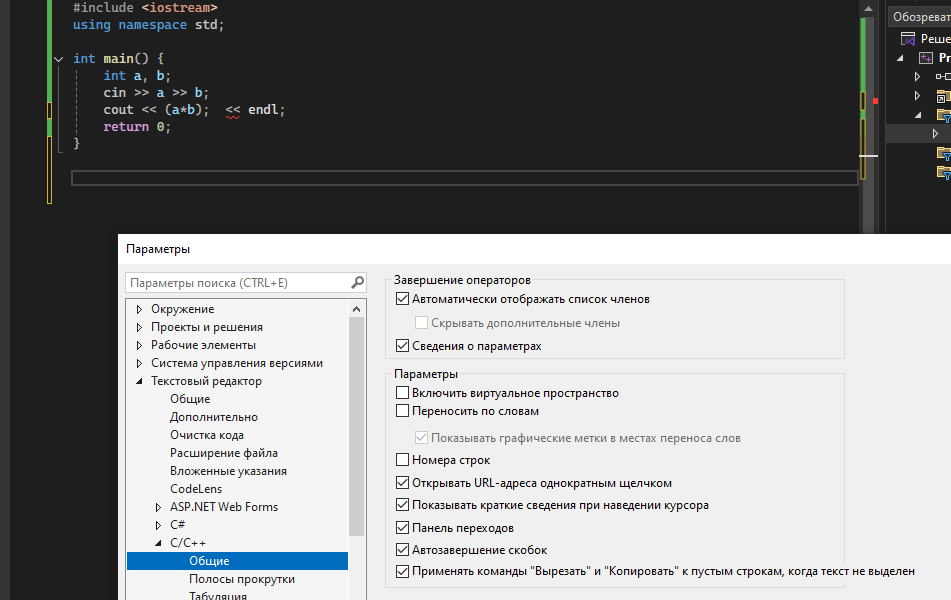 #include <iostream>
using namespace std;
int main() {
int a, b;
cin >> a >> b;
cout << (a*b);  << endl;
return 0;
}
Обозреват
Реше
Pr
Параметры
Параметры поиска (CTRL+E)
Окружение
Проекты и решения
Рабочие элементы
Система управления версиями
Текстовый редактор
Общие
Дополнительно
Очистка кода
Расширение файла
Вложенные указания
CodeLens
ASP.NET Web Forms
C#
C/C++
Общие
Полосы прокрутки
Табуляция
Завершение операторов
Автоматически отображать список членов
Скрывать дополнительные члены
Сведения о параметрах
Параметры
Включить виртуальное пространство
Переносить по словам
Показывать графические метки в местах переноса слов
Номера строк
Открывать URL-адреса однократным щелчком
Показывать краткие сведения при наведении курсора
Панель переходов
Автозавершение скобок
Применять команды "Вырезать" и "Копировать" к пустым строкам, когда текст не выделен